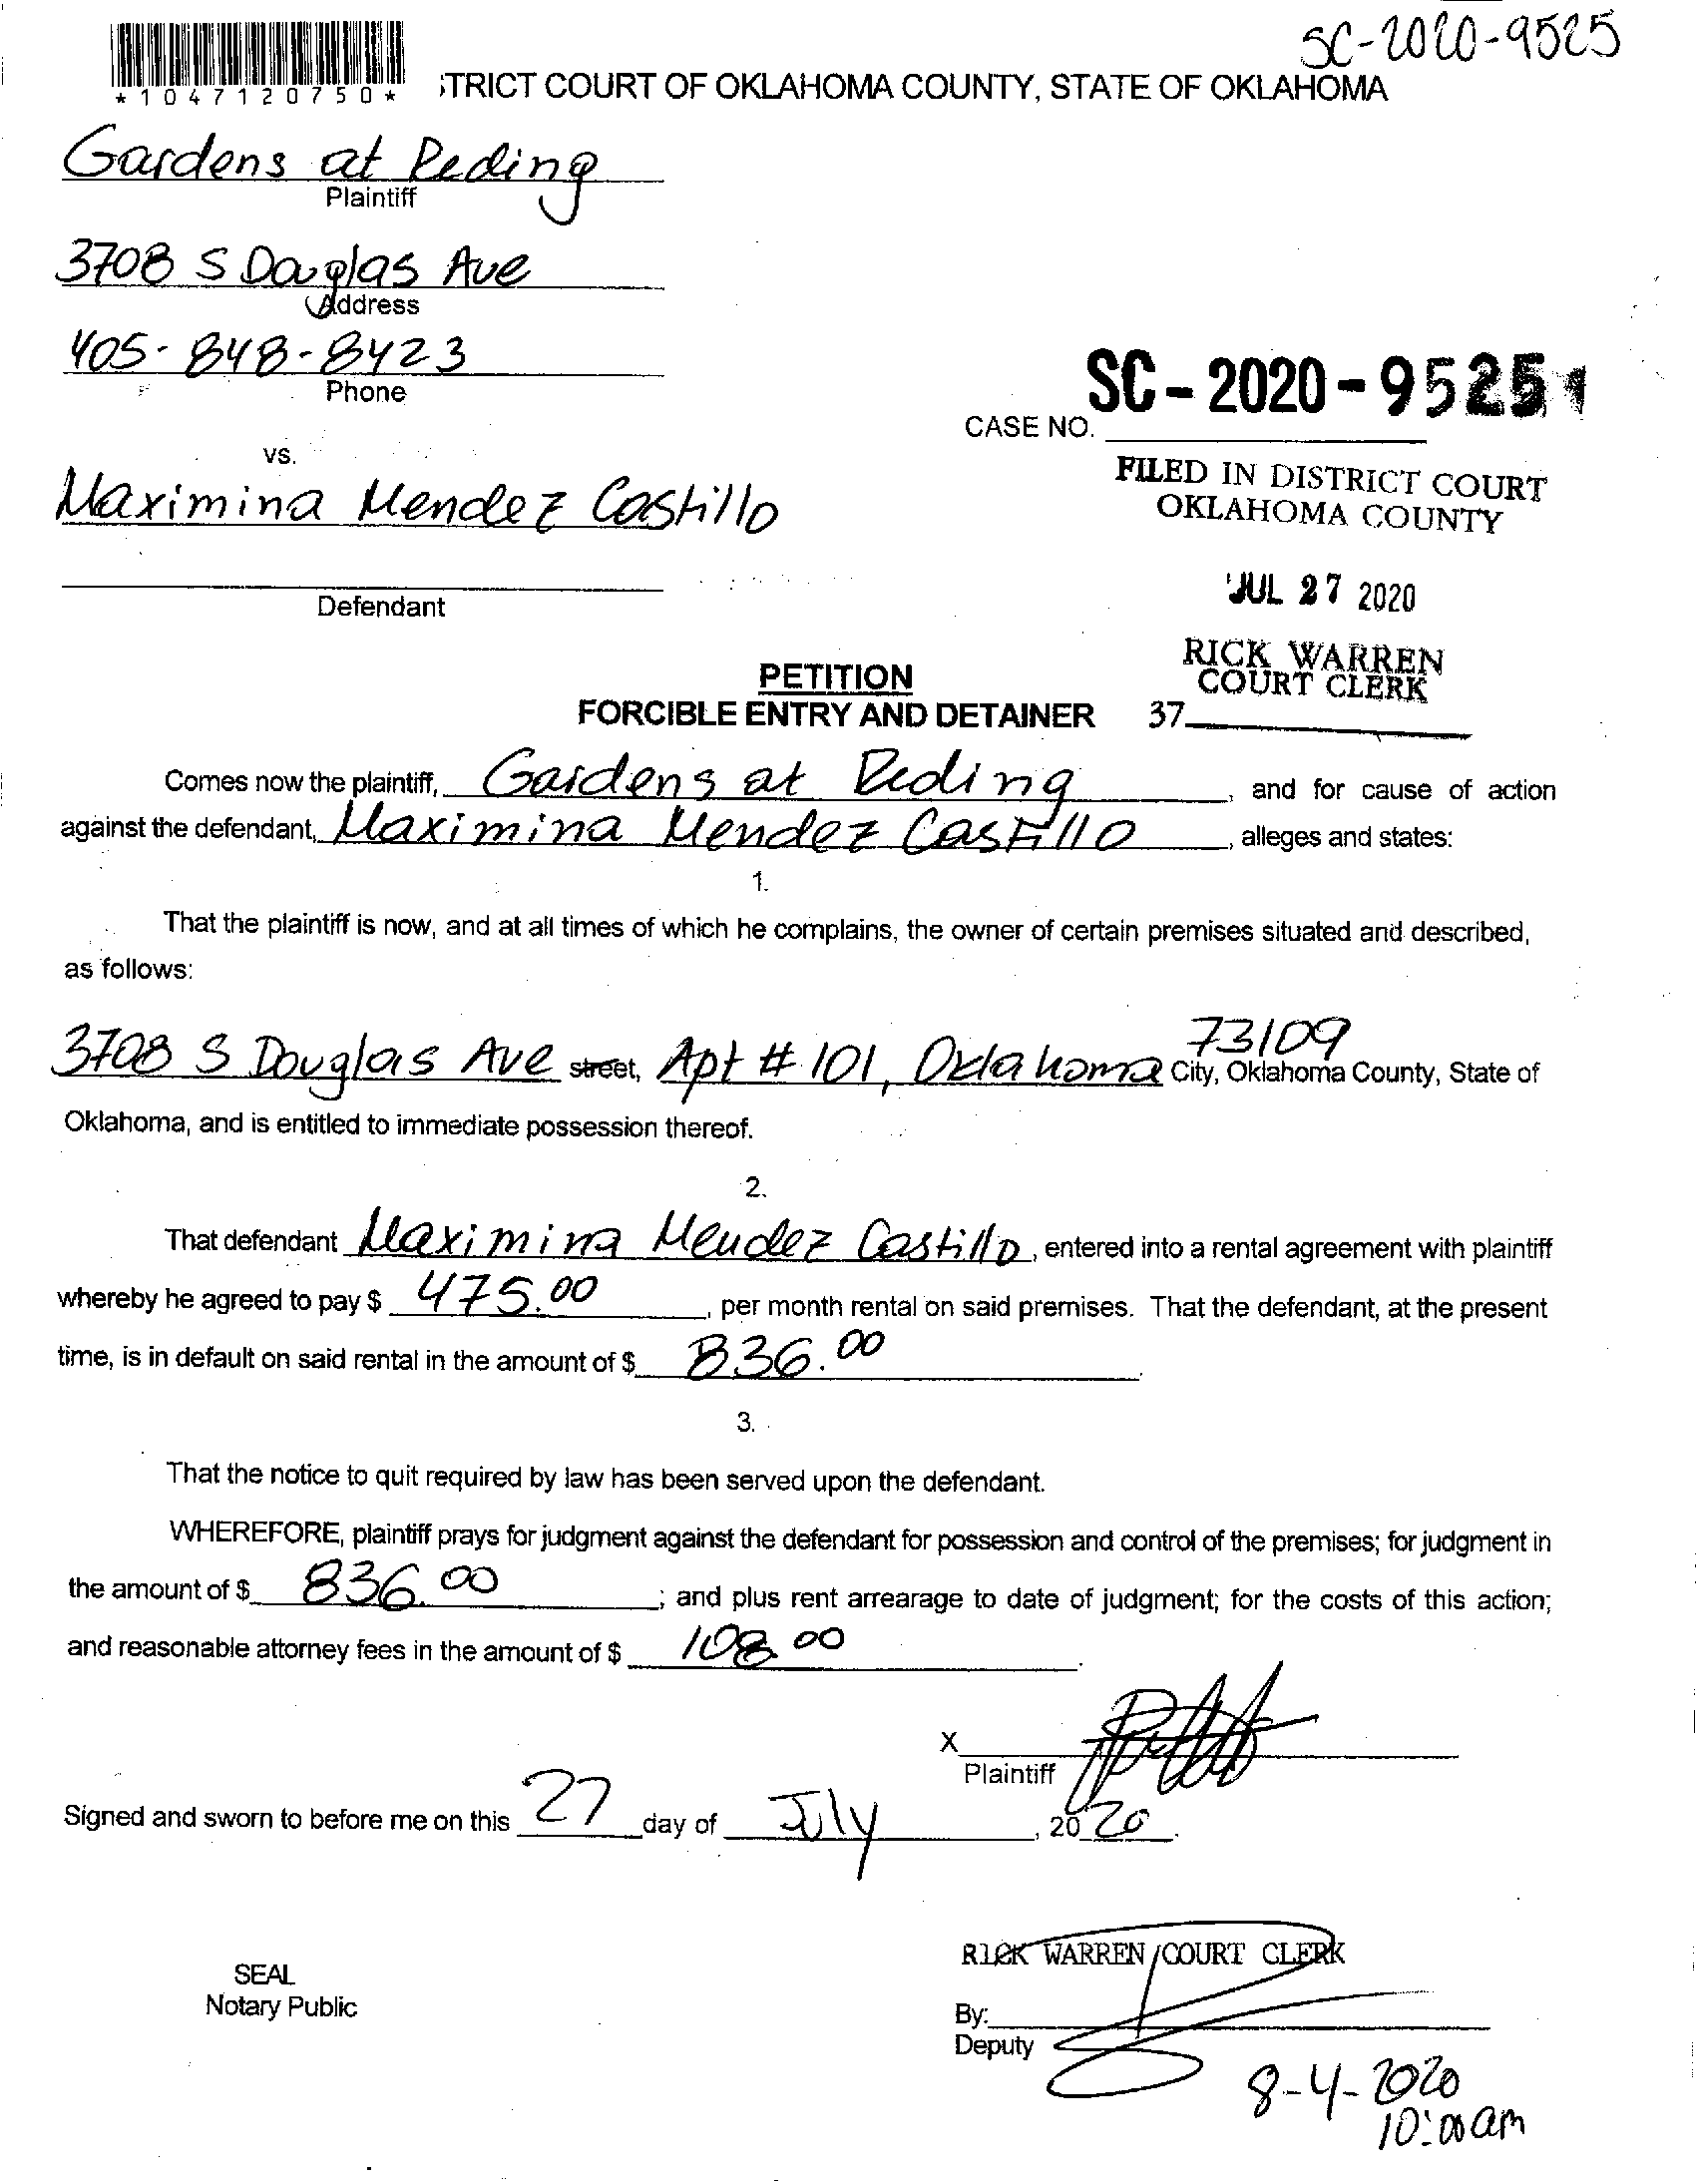 SC-2020-9525
*1047120750*
TRICT COURT OF OKLAHOMA COUNTY, STATE OF OKLAHOMA
Gardens at Reding
Plaintiff
3708 S Douglas Ave
Address
405-848-8423
Phone
SC-2020-9525
CASE NO.
vs.
FILED IN DISTRICT COURT
OKLAHOMA COUNTY
Maximina Mendez Castillo
JUL 27 2020
Defendant
RICK WARREN
COURT CLERK
PETITION
FORCIBLE ENTRY AND DETAINER
37
Comes now the plaintiff, Gardens at Reding, and for cause of action
against the defendant, Maximina Mendez Castillo, alleges and states:
1.
That the plaintiff is now, and at all times of which he complains, the owner of certain premises situated and described,
as follows:
73109
3708 S Douglas Ave street, Apt # 101, Oklahoma City, Oklahoma County, State of
Oklahoma, and is entitled to immediate possession thereof.
2.
That defendant Maximina Mendez Castillo, entered into a rental agreement with plaintiff
whereby he agreed to pay $ 475.00, per month rental on said premises. That the defendant, at the present
time, is in default on said rental in the amount of $ 836.00.
3.
That the notice to quit required by law has been served upon the defendant.
WHEREFORE, plaintiff prays for judgment against the defendant for possession and control of the premises; for judgment in
the amount of $ 836.00; and plus rent arrearage to date of judgment; for the costs of this action;
and reasonable attorney fees in the amount of $ 108.00.
X
Plaintiff
Signed and sworn to before me on this 27 day of July, 2020.
RICK WARREN COURT CLERK
SEAL
Notary Public
By:
Deputy
8-4-2020
10:00am